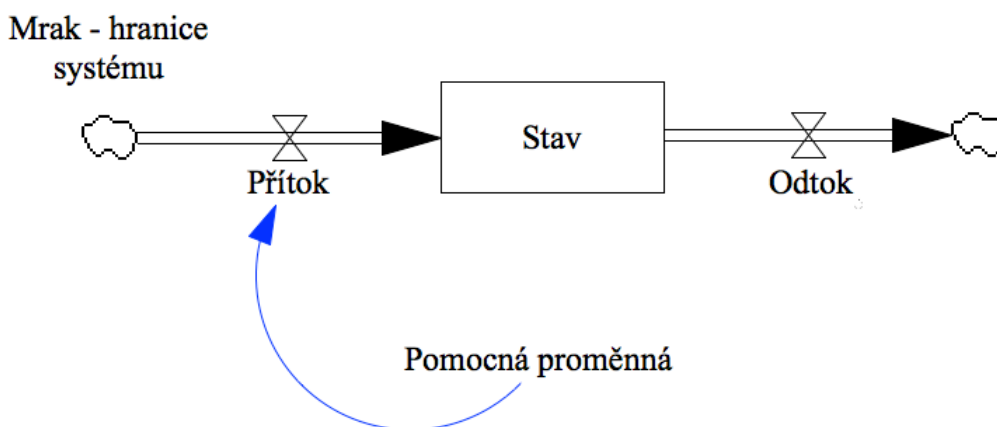 Mrak - hranice
systému
Stav
Přítok
Odtok
Pomocná proměnná